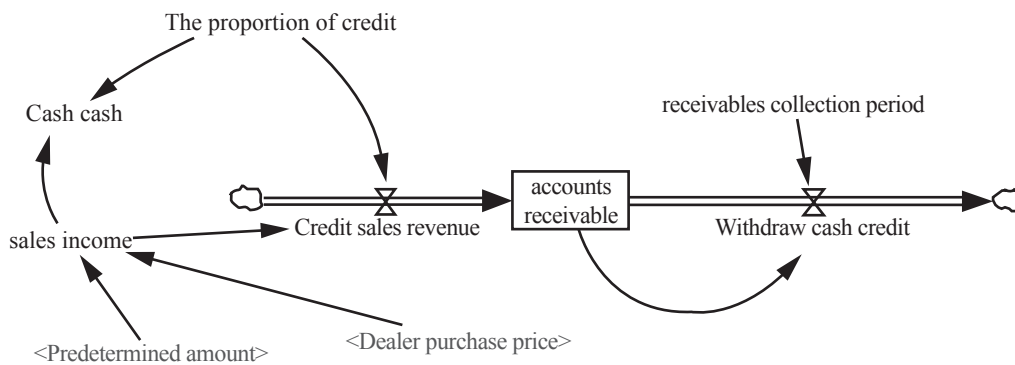 The proportion of credit
Cash cash
receivables collection period
accounts
receivable
Credit sales revenue
Withdraw cash credit
sales income
<Dealer purchase price>
<Predetermined amount>